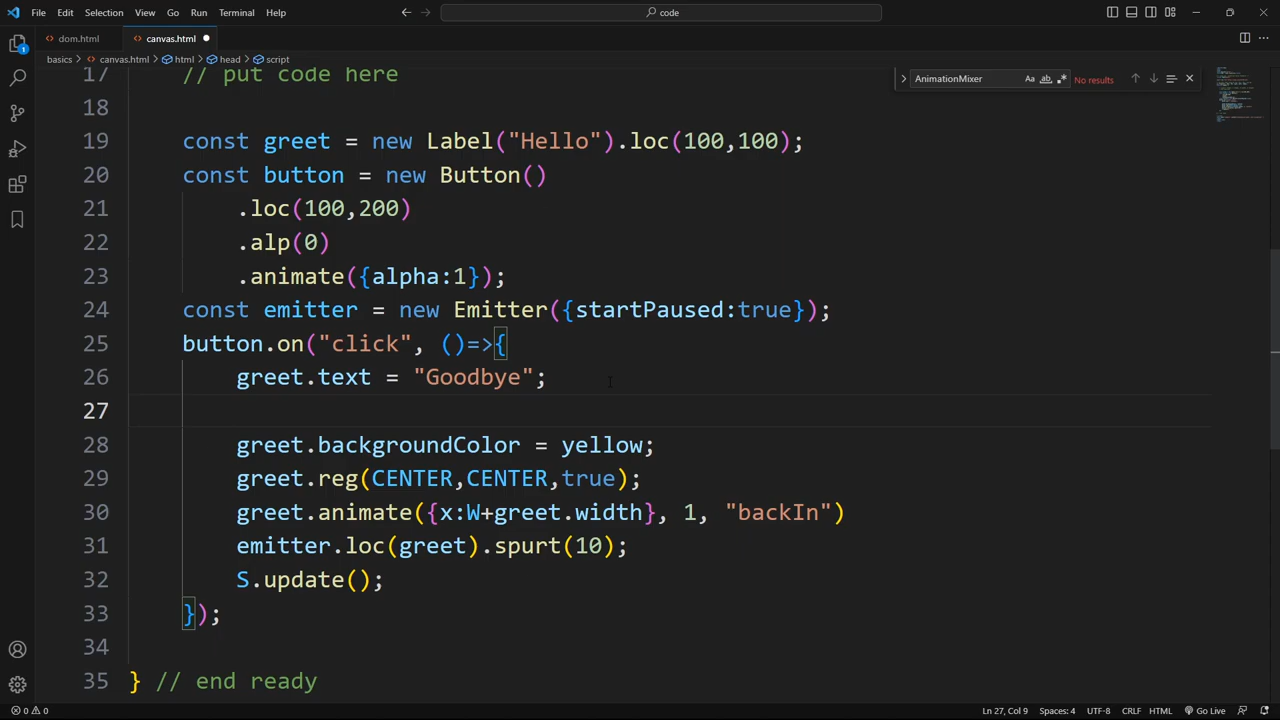 File Edit Selection View Go Run Terminal Help
code
dom.html canvas.html
basics > canvas.html > html > head > script
AnimationMixer Aa ab No results
1
17 // put code here
18
19 const greet = new Label("Hello").loc(100,100);
20 const button = new Button()
21 .loc(100,200)
22 .alp(0)
23 .animate({alpha:1});
24 const emitter = new Emitter({startPaused:true});
25 button.on("click", ()=>{
26 greet.text = "Goodbye";
27
28 greet.backgroundColor = yellow;
29 greet.reg(CENTER,CENTER,true);
30 greet.animate({x:W+greet.width}, 1, "backIn")
31 emitter.loc(greet).spurt(10);
32 S.update();
33 });
34
35 } // end ready
0 0 Ln 27, Col 9 Spaces: 4 UTF-8 CRLF HTML Go Live